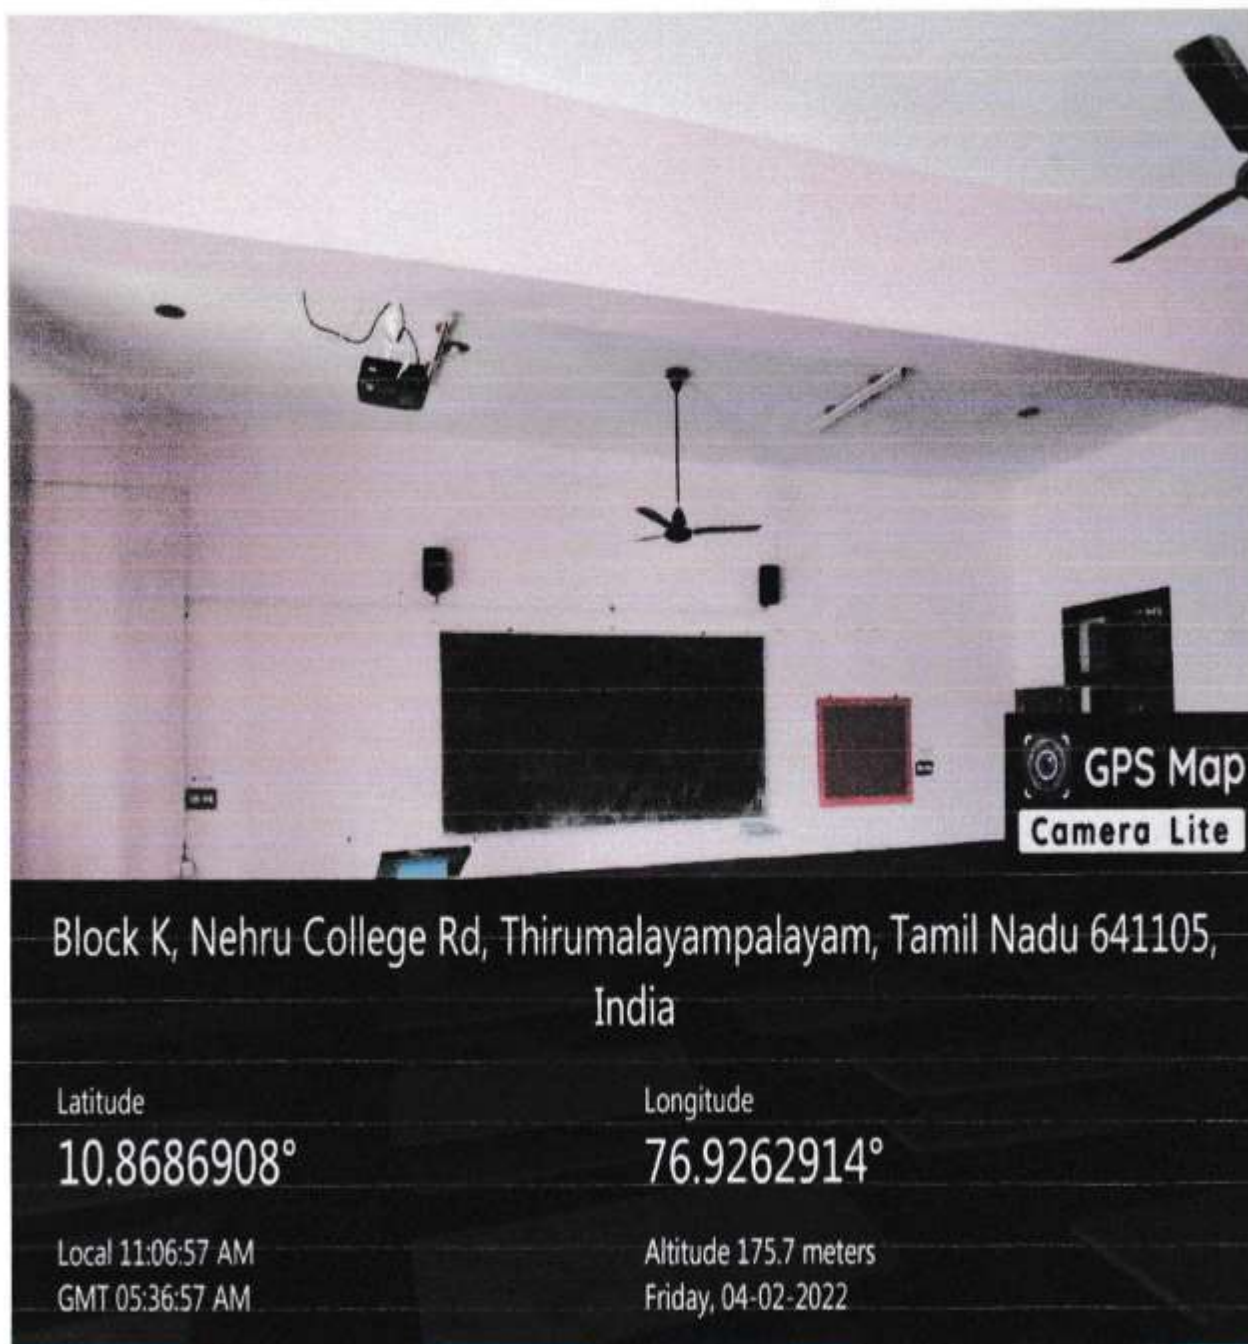 GPS Map
Camera Lite
Block K, Nehru College Rd, Thirumalayampalayam, Tamil Nadu 641105,
India
Latitude
10.8686908°
Longitude
76.9262914°
Local 11:06:57 AM
GMT 05:36:57 AM
Altitude 175.7 meters
Friday, 04-02-2022